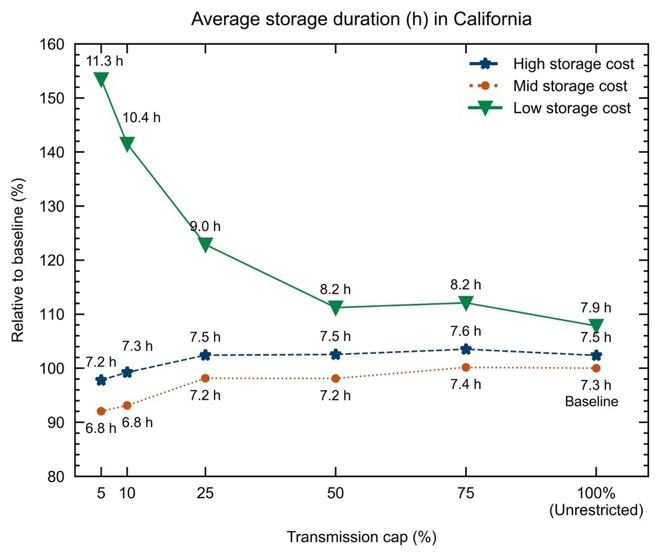 Average storage duration (h) in California
Relative to baseline (%)
160
150
140
130
120
110
100
90
80
High storage cost
Mid storage cost
Low storage cost
11.3 h
10.4 h
9.0 h
8.2 h
8.2 h
7.9 h
7.2 h
7.3 h
7.5 h
7.5 h
7.6 h
7.5 h
6.8 h
6.8 h
7.2 h
7.2 h
7.4 h
7.3 h
Baseline
5
10
25
50
75
100%
(Unrestricted)
Transmission cap (%)